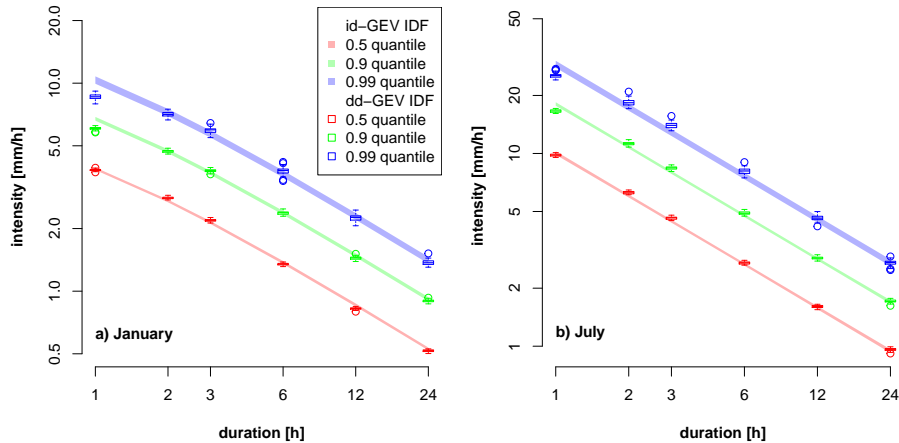 id−GEV IDF
0.5 quantile
0.9 quantile
0.99 quantile
dd−GEV IDF
0.5 quantile
0.9 quantile
0.99 quantile
intensity [mm/h]
20.0
10.0
5.0
2.0
1.0
0.5
a) January
1 2 3 6 12 24
duration [h]
intensity [mm/h]
50
20
10
5
2
1
b) July
1 2 3 6 12 24
duration [h]